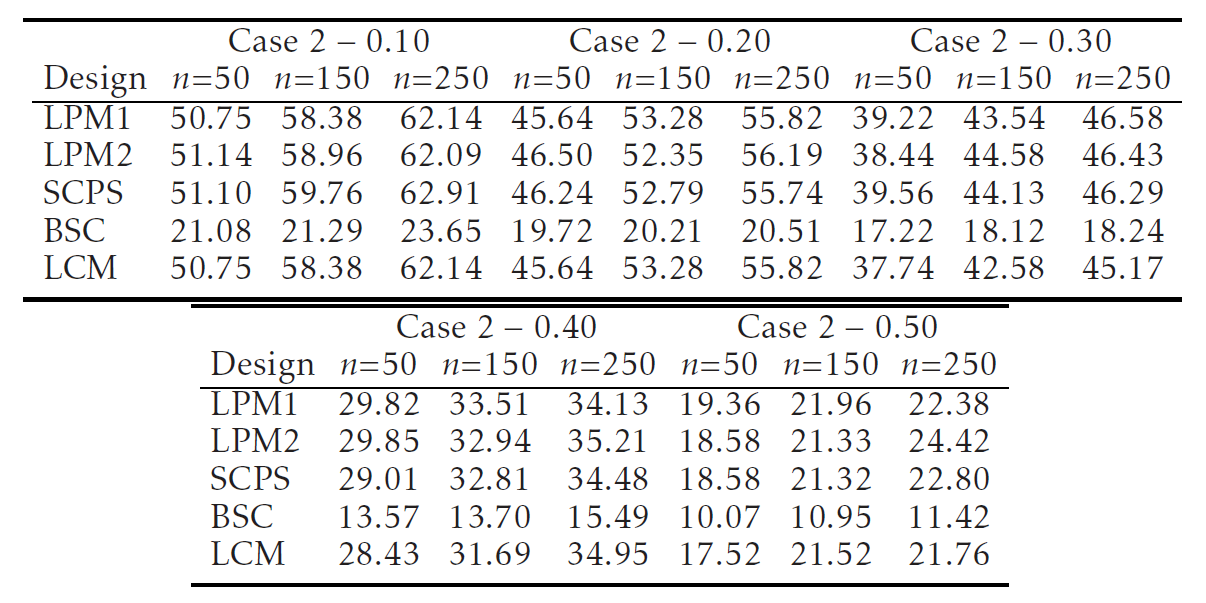 Case 2 – 0.10 Case 2 – 0.20 Case 2 – 0.30
Design n=50 n=150 n=250 n=50 n=150 n=250 n=50 n=150 n=250
LPM1 50.75 58.38 62.14 45.64 53.28 55.82 39.22 43.54 46.58
LPM2 51.14 58.96 62.09 46.50 52.35 56.19 38.44 44.58 46.43
SCPS 51.10 59.76 62.91 46.24 52.79 55.74 39.56 44.13 46.29
BSC 21.08 21.29 23.65 19.72 20.21 20.51 17.22 18.12 18.24
LCM 50.75 58.38 62.14 45.64 53.28 55.82 37.74 42.58 45.17
Case 2 – 0.40 Case 2 – 0.50
Design n=50 n=150 n=250 n=50 n=150 n=250
LPM1 29.82 33.51 34.13 19.36 21.96 22.38
LPM2 29.85 32.94 35.21 18.58 21.33 24.42
SCPS 29.01 32.81 34.48 18.58 21.32 22.80
BSC 13.57 13.70 15.49 10.07 10.95 11.42
LCM 28.43 31.69 34.95 17.52 21.52 21.76